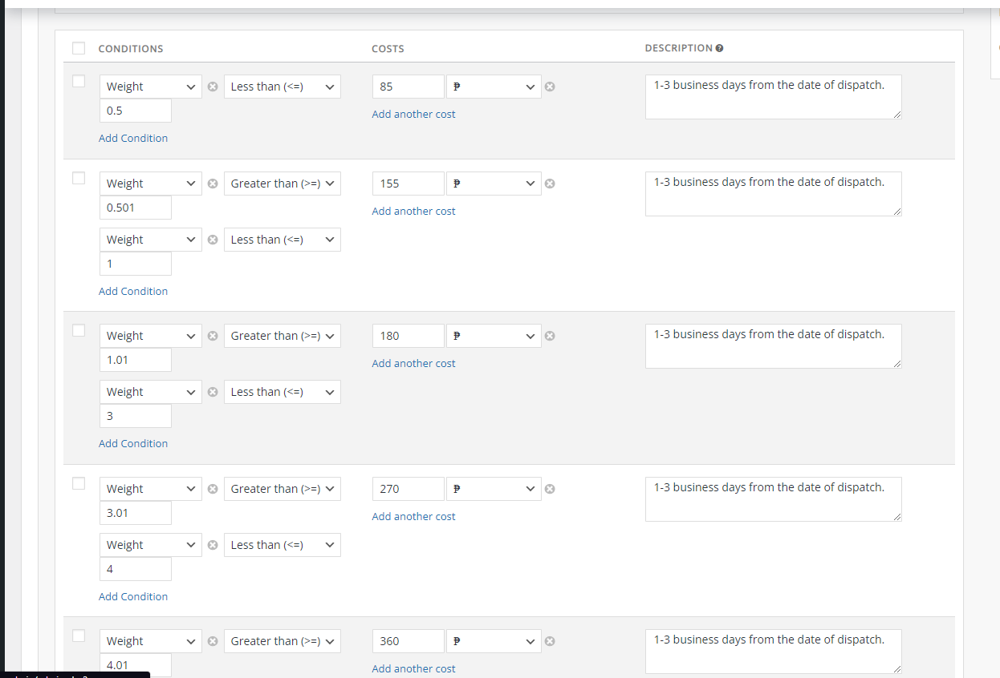 CONDITIONS COSTS DESCRIPTION
Weight Less than (<=) 85 ₱ 1-3 business days from the date of dispatch.
0.5 Add another cost
Add Condition
Weight Greater than (>=) 155 ₱ 1-3 business days from the date of dispatch.
0.501 Add another cost
Weight Less than (<=)
1
Add Condition
Weight Greater than (>=) 180 ₱ 1-3 business days from the date of dispatch.
1.01 Add another cost
Weight Less than (<=)
3
Add Condition
Weight Greater than (>=) 270 ₱ 1-3 business days from the date of dispatch.
3.01 Add another cost
Weight Less than (<=)
4
Add Condition
Weight Greater than (>=) 360 ₱ 1-3 business days from the date of dispatch.
4.01 Add another cost